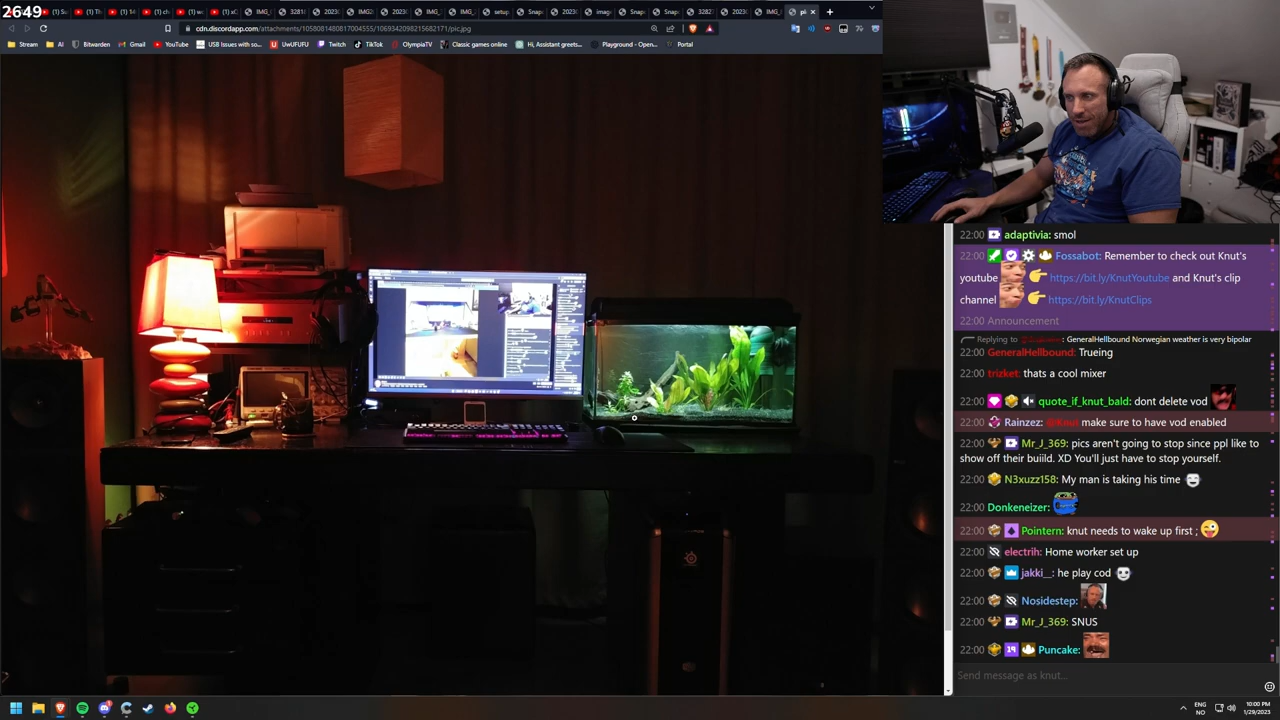 2649
cdn.discordapp.com/attachments/1058081480817004555/1069342098215682171/pic.jpg
Stream AI Bitwarden Gmail YouTube USB Issues with so... UwUFUFU Twitch TikTok OlympiaTV Classic games online Hi, Assistant greets... Playground - Open... Portal
22:00 adaptivia: smol
22:00 Fossabot: Remember to check out Knut's
youtube https://bit.ly/KnutYoutube and Knut's clip
channel https://bit.ly/KnutClips
22:00 Announcement
GeneralHellbound Norwegian weather is very bipolar
22:00 GeneralHellbound: Trueing
22:00 trizket: thats a cool mixer
22:00 quote_if_knut_bald: dont delete vod
22:00 Rainzez: @Knut make sure to have vod enabled
22:00 Mr_J_369: pics aren't going to stop since ppl like to
show off their buiild. XD You'll just have to stop yourself.
22:00 N3xuzz158: My man is taking his time
22:00 Donkeneizer:
22:00 Pointern: knut needs to wake up first ;
22:00 electrih: Home worker set up
22:00 jakki__: he play cod
22:00 Nosidestep:
22:00 Mr_J_369: SNUS
22:00 Puncake:
Send message as knut...
ENG
NO
10:00 PM
1/29/2023